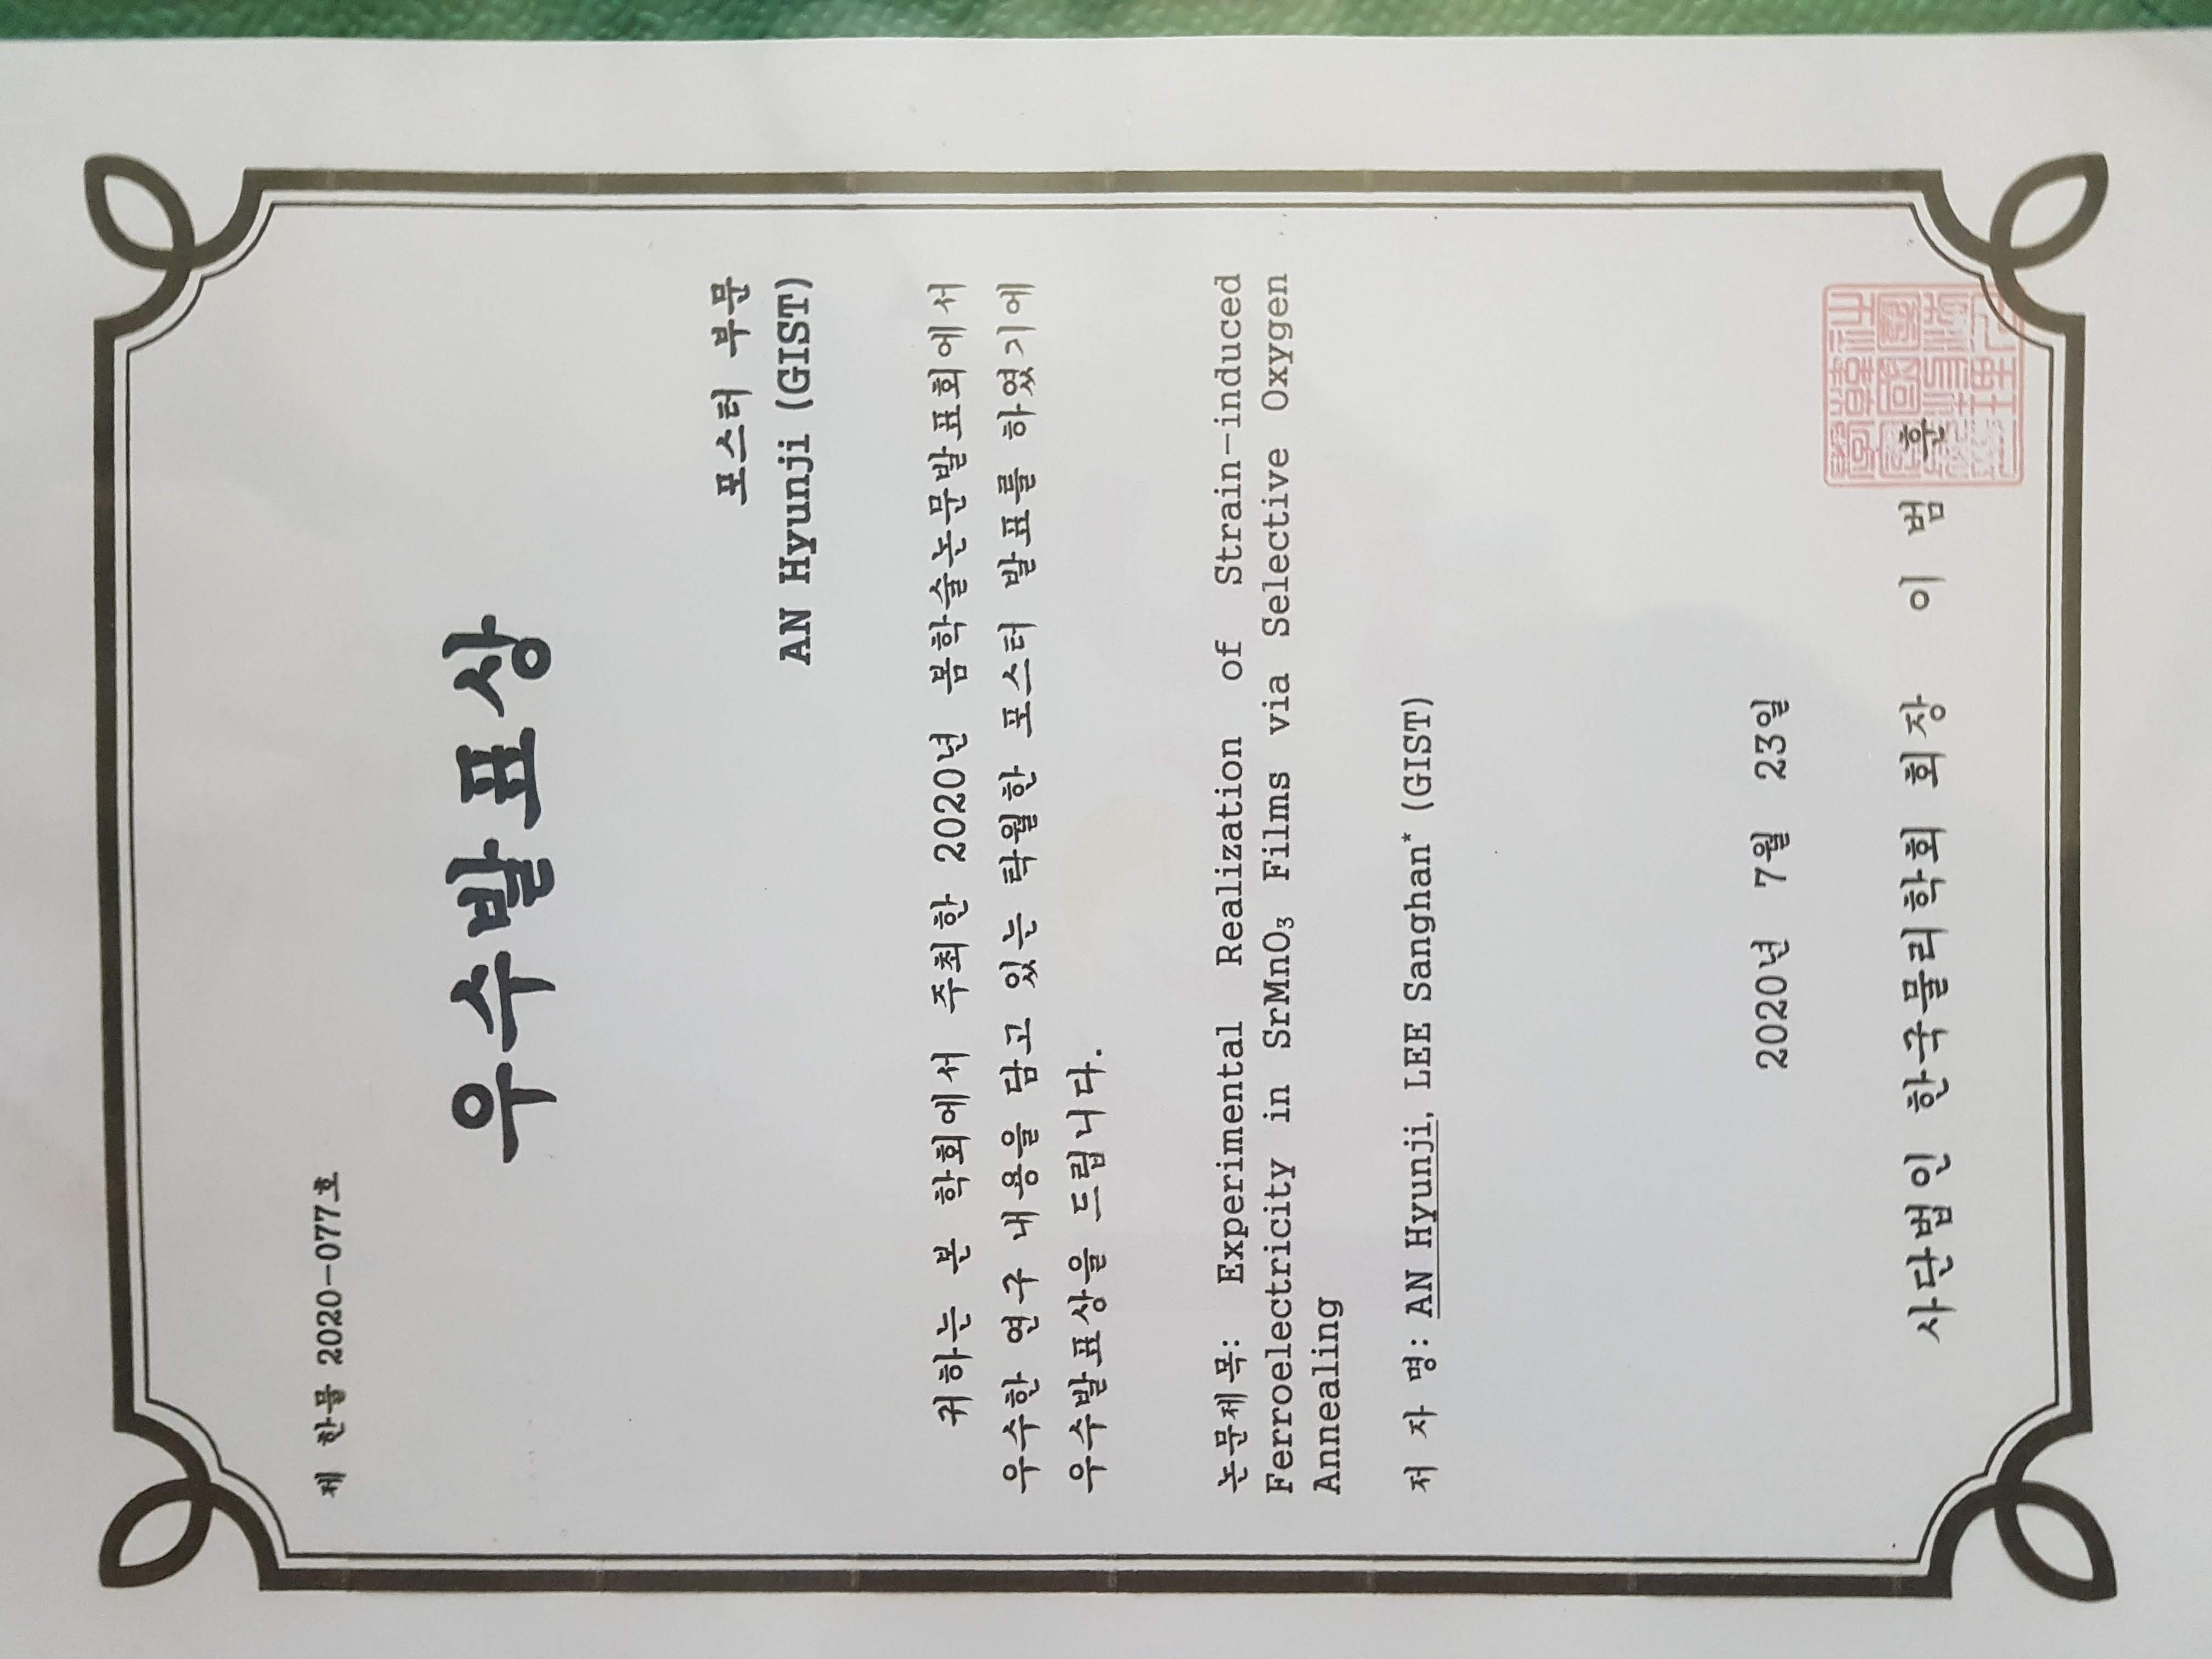 제 한물 2020-077호
우수발표상
포스터 부문
AN Hyunji (GIST)
귀하는 본 학회에서 주최한 2020년 봄학술논문발표회에서
우수한 연구 내용을 담고 있는 탁월한 포스터 발표를 하였기에
우수발표상을 드립니다.
논문제목: Experimental Realization of Strain-induced
Ferroelectricity in SrMnO₃ Films via Selective Oxygen
Annealing
저 자 명: AN Hyunji, LEE Sanghan* (GIST)
2020년 7월 23일
사단법인 한국물리학회 회장 이 범 훈